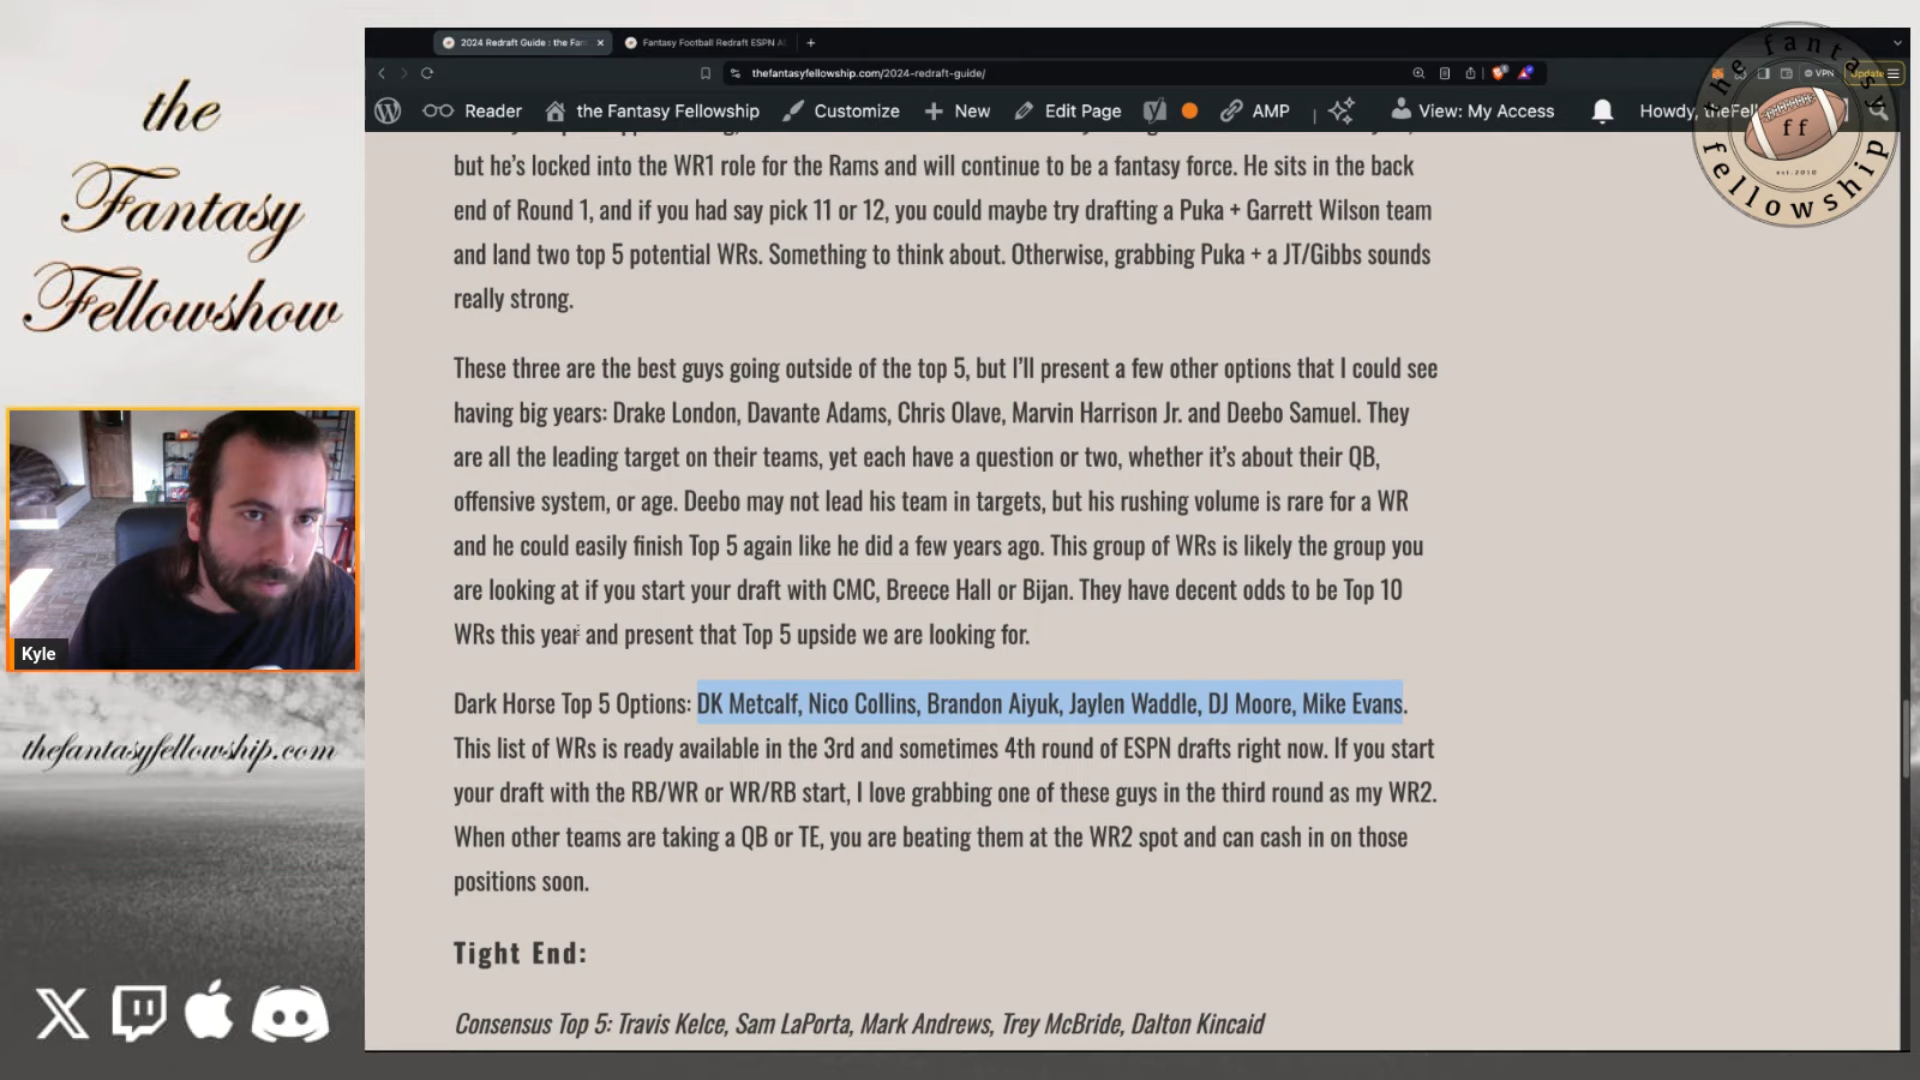 the
Fantasy
Fellowshow
Kyle
thefantasyfellowship.com
2024 Redraft Guide : the Fan
Fantasy Football Redraft ESPN A
thefantasyfellowship.com/2024-redraft-guide/
VPN
Update
Reader
the Fantasy Fellowship
Customize
New
Edit Page
AMP
View: My Access
Howdy, theFel
the fantasy fellowship
ff
est.2010
but he's locked into the WR1 role for the Rams and will continue to be a fantasy force. He sits in the back
end of Round 1, and if you had say pick 11 or 12, you could maybe try drafting a Puka + Garrett Wilson team
and land two top 5 potential WRs. Something to think about. Otherwise, grabbing Puka + a JT/Gibbs sounds
really strong.
These three are the best guys going outside of the top 5, but I'll present a few other options that I could see
having big years: Drake London, Davante Adams, Chris Olave, Marvin Harrison Jr. and Deebo Samuel. They
are all the leading target on their teams, yet each have a question or two, whether it's about their QB,
offensive system, or age. Deebo may not lead his team in targets, but his rushing volume is rare for a WR
and he could easily finish Top 5 again like he did a few years ago. This group of WRs is likely the group you
are looking at if you start your draft with CMC, Breece Hall or Bijan. They have decent odds to be Top 10
WRs this year and present that Top 5 upside we are looking for.
Dark Horse Top 5 Options: DK Metcalf, Nico Collins, Brandon Aiyuk, Jaylen Waddle, DJ Moore, Mike Evans.
This list of WRs is ready available in the 3rd and sometimes 4th round of ESPN drafts right now. If you start
your draft with the RB/WR or WR/RB start, I love grabbing one of these guys in the third round as my WR2.
When other teams are taking a QB or TE, you are beating them at the WR2 spot and can cash in on those
positions soon.
Tight End:
Consensus Top 5: Travis Kelce, Sam LaPorta, Mark Andrews, Trey McBride, Dalton Kincaid